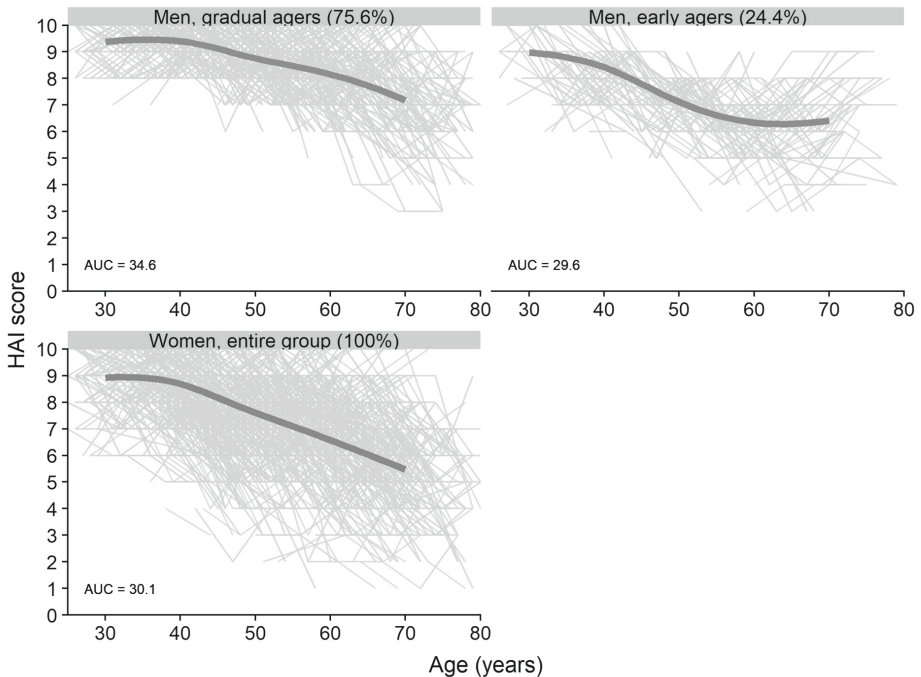 Men, gradual agers (75.6%)
Men, early agers (24.4%)
10
9
8
7
6
5
4
3
2
1
0
AUC = 34.6
AUC = 29.6
30 40 50 60 70 80
30 40 50 60 70 80
HAI score
Women, entire group (100%)
10
9
8
7
6
5
4
3
2
1
0
AUC = 30.1
30 40 50 60 70 80
Age (years)